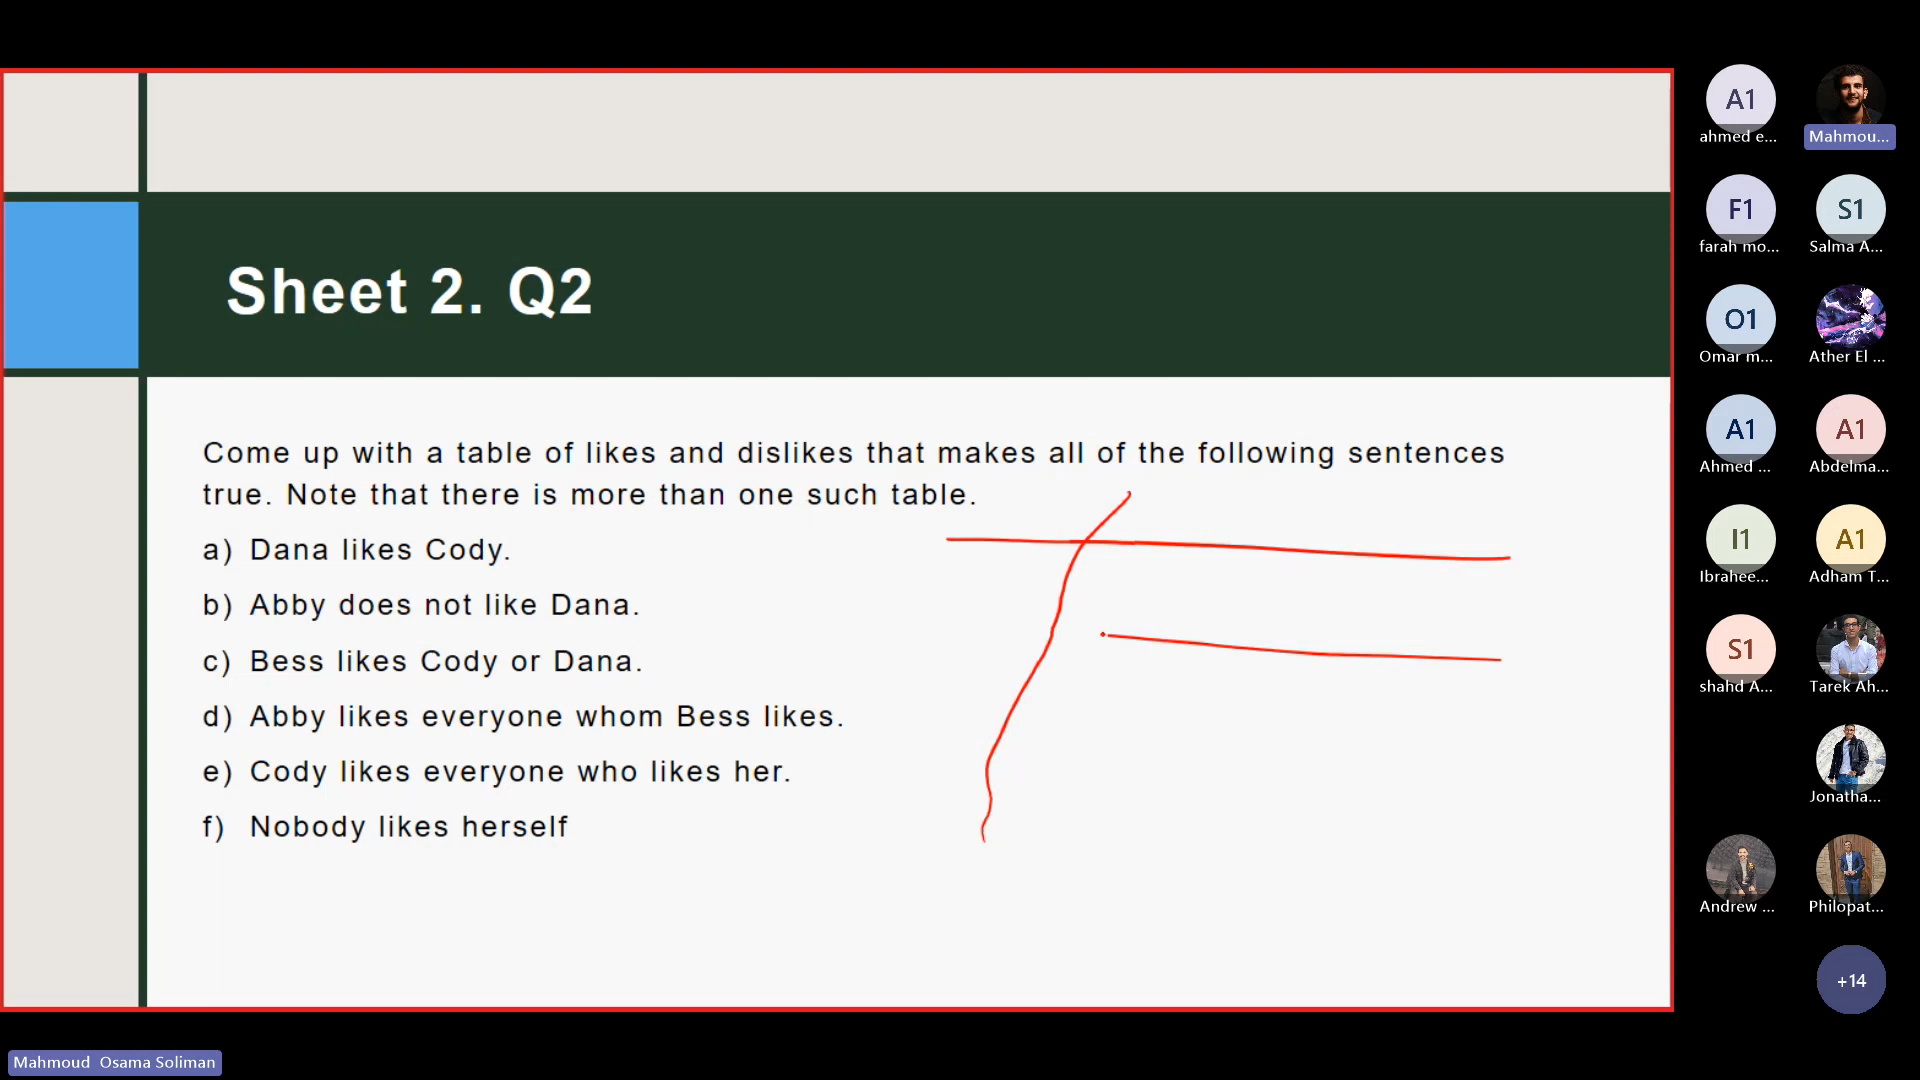 Sheet 2. Q2
Come up with a table of likes and dislikes that makes all of the following sentences
true. Note that there is more than one such table.
a) Dana likes Cody.
b) Abby does not like Dana.
c) Bess likes Cody or Dana.
d) Abby likes everyone whom Bess likes.
e) Cody likes everyone who likes her.
f) Nobody likes herself
A1
ahmed e...
Mahmou...
F1
farah mo...
S1
Salma A...
O1
Omar m...
Ather El ...
A1
Ahmed ...
A1
Abdelma...
I1
Ibrahee...
A1
Adham T...
S1
shahd A...
Tarek Ah...
Jonatha...
Andrew ...
Philopat...
+14
Mahmoud Osama Soliman